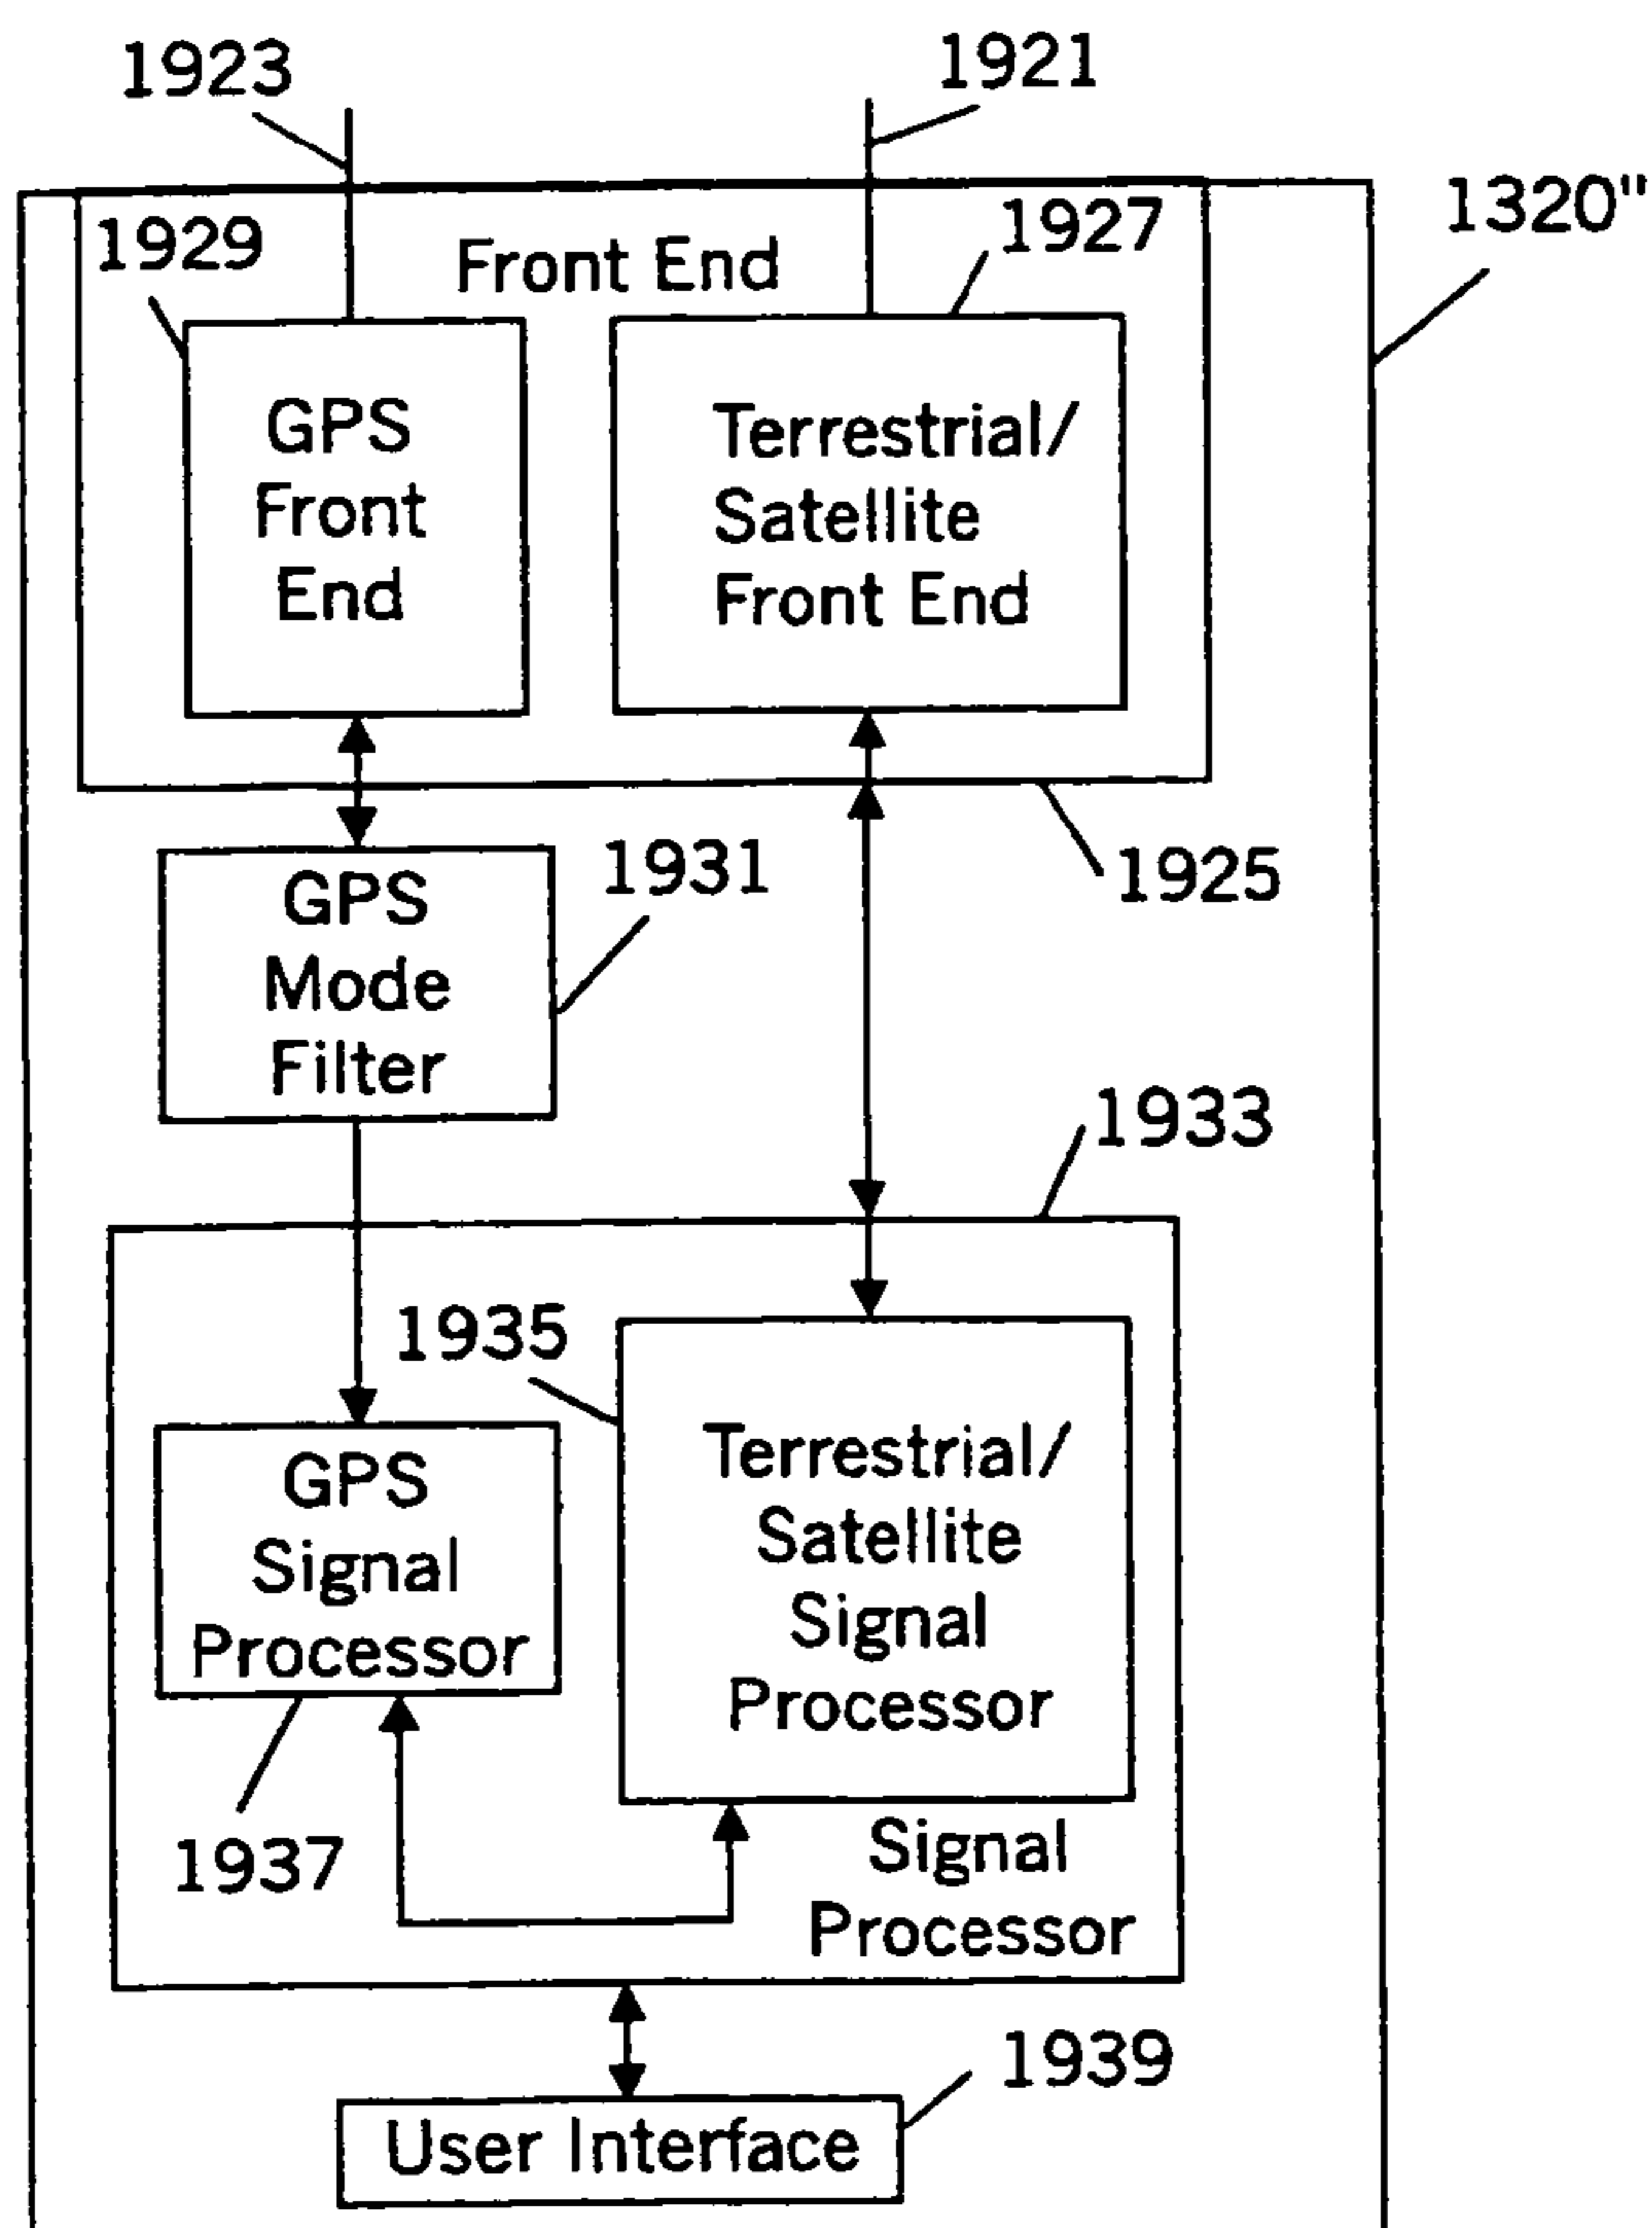 1923
1921
1320"
1929
1927
Front End
GPS
Front
End
Terrestrial/
Satellite
Front End
1925
GPS
Mode
Filter
1931
1933
1935
GPS
Signal
Processor
Terrestrial/
Satellite
Signal
Processor
1937
Signal
Processor
1939
User Interface